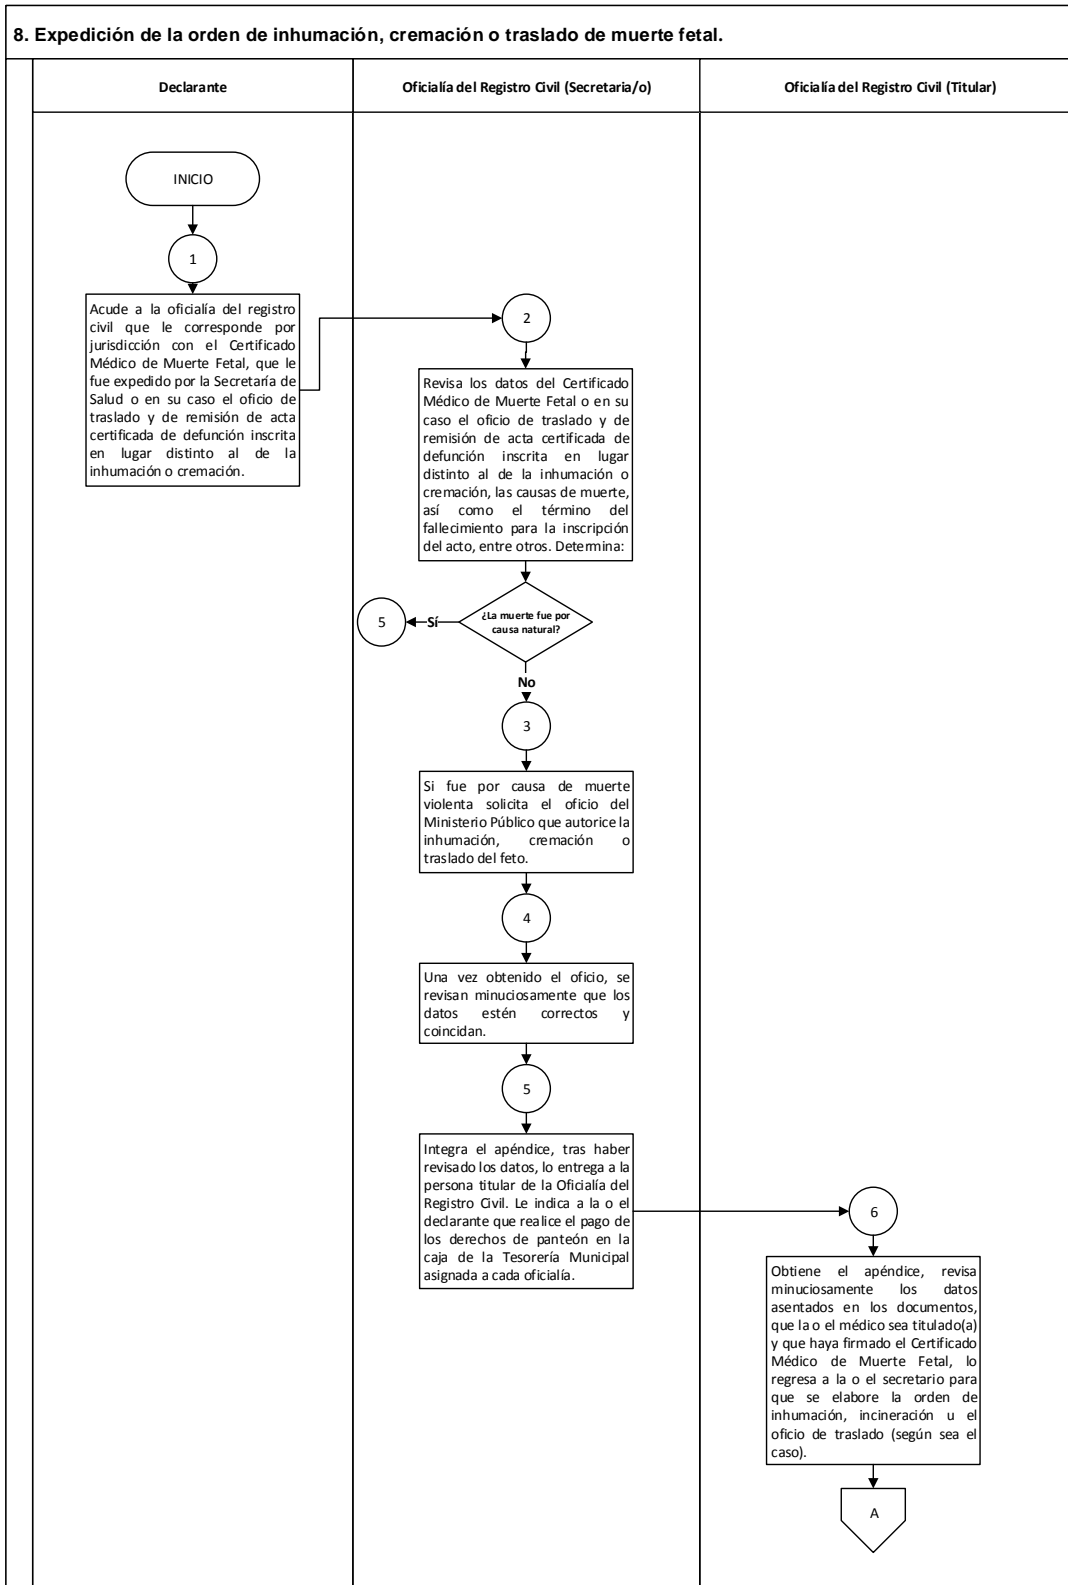 8. Expedición de la orden de inhumación, cremación o traslado de muerte fetal.
Declarante
Oficialía del Registro Civil (Secretaria/o)
Oficialía del Registro Civil (Titular)
INICIO
1
Acude a la oficialía del registro
civil que le corresponde por
jurisdicción con el Certificado
Médico de Muerte Fetal, que le
fue expedido por la Secretaría de
Salud o en su caso el oficio de
traslado y de remisión de acta
certificada de defunción inscrita
en lugar distinto al de la
inhumación o cremación.
2
Revisa los datos del Certificado
Médico de Muerte Fetal o en su
caso el oficio de traslado y de
remisión de acta certificada de
defunción inscrita en lugar
distinto al de la inhumación o
cremación, las causas de muerte,
así como el término del
fallecimiento para la inscripción
del acto, entre otros. Determina:
¿La muerte fue por
causa natural?
Sí
5
No
3
Si fue por causa de muerte
violenta solicita el oficio del
Ministerio Público que autorice la
inhumación, cremación o
traslado del feto.
4
Una vez obtenido el oficio, se
revisan minuciosamente que los
datos estén correctos y
coincidan.
5
Integra el apéndice, tras haber
revisado los datos, lo entrega a la
persona titular de la Oficialía del
Registro Civil. Le indica a la o el
declarante que realice el pago de
los derechos de panteón en la
caja de la Tesorería Municipal
asignada a cada oficialía.
6
Obtiene el apéndice, revisa
minuciosamente los datos
asentados en los documentos,
que la o el médico sea titulado(a)
y que haya firmado el Certificado
Médico de Muerte Fetal, lo
regresa a la o el secretario para
que se elabore la orden de
inhumación, incineración u el
oficio de traslado (según sea el
caso).
A